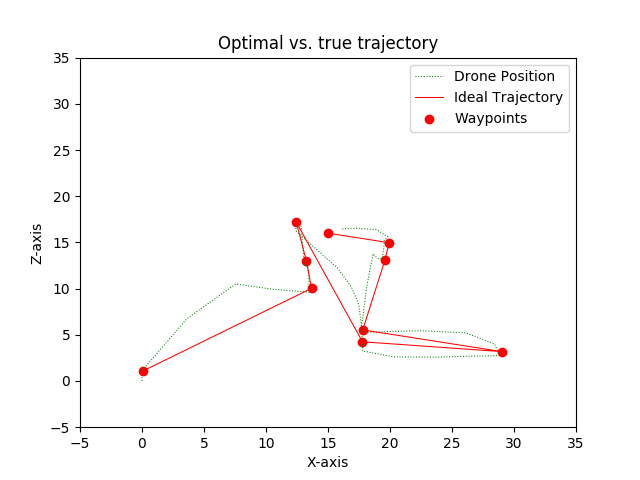 Optimal vs. true trajectory
Drone Position
Ideal Trajectory
Waypoints
Z-axis
35
30
25
20
15
10
5
0
−5
−5 0 5 10 15 20 25 30 35
X-axis